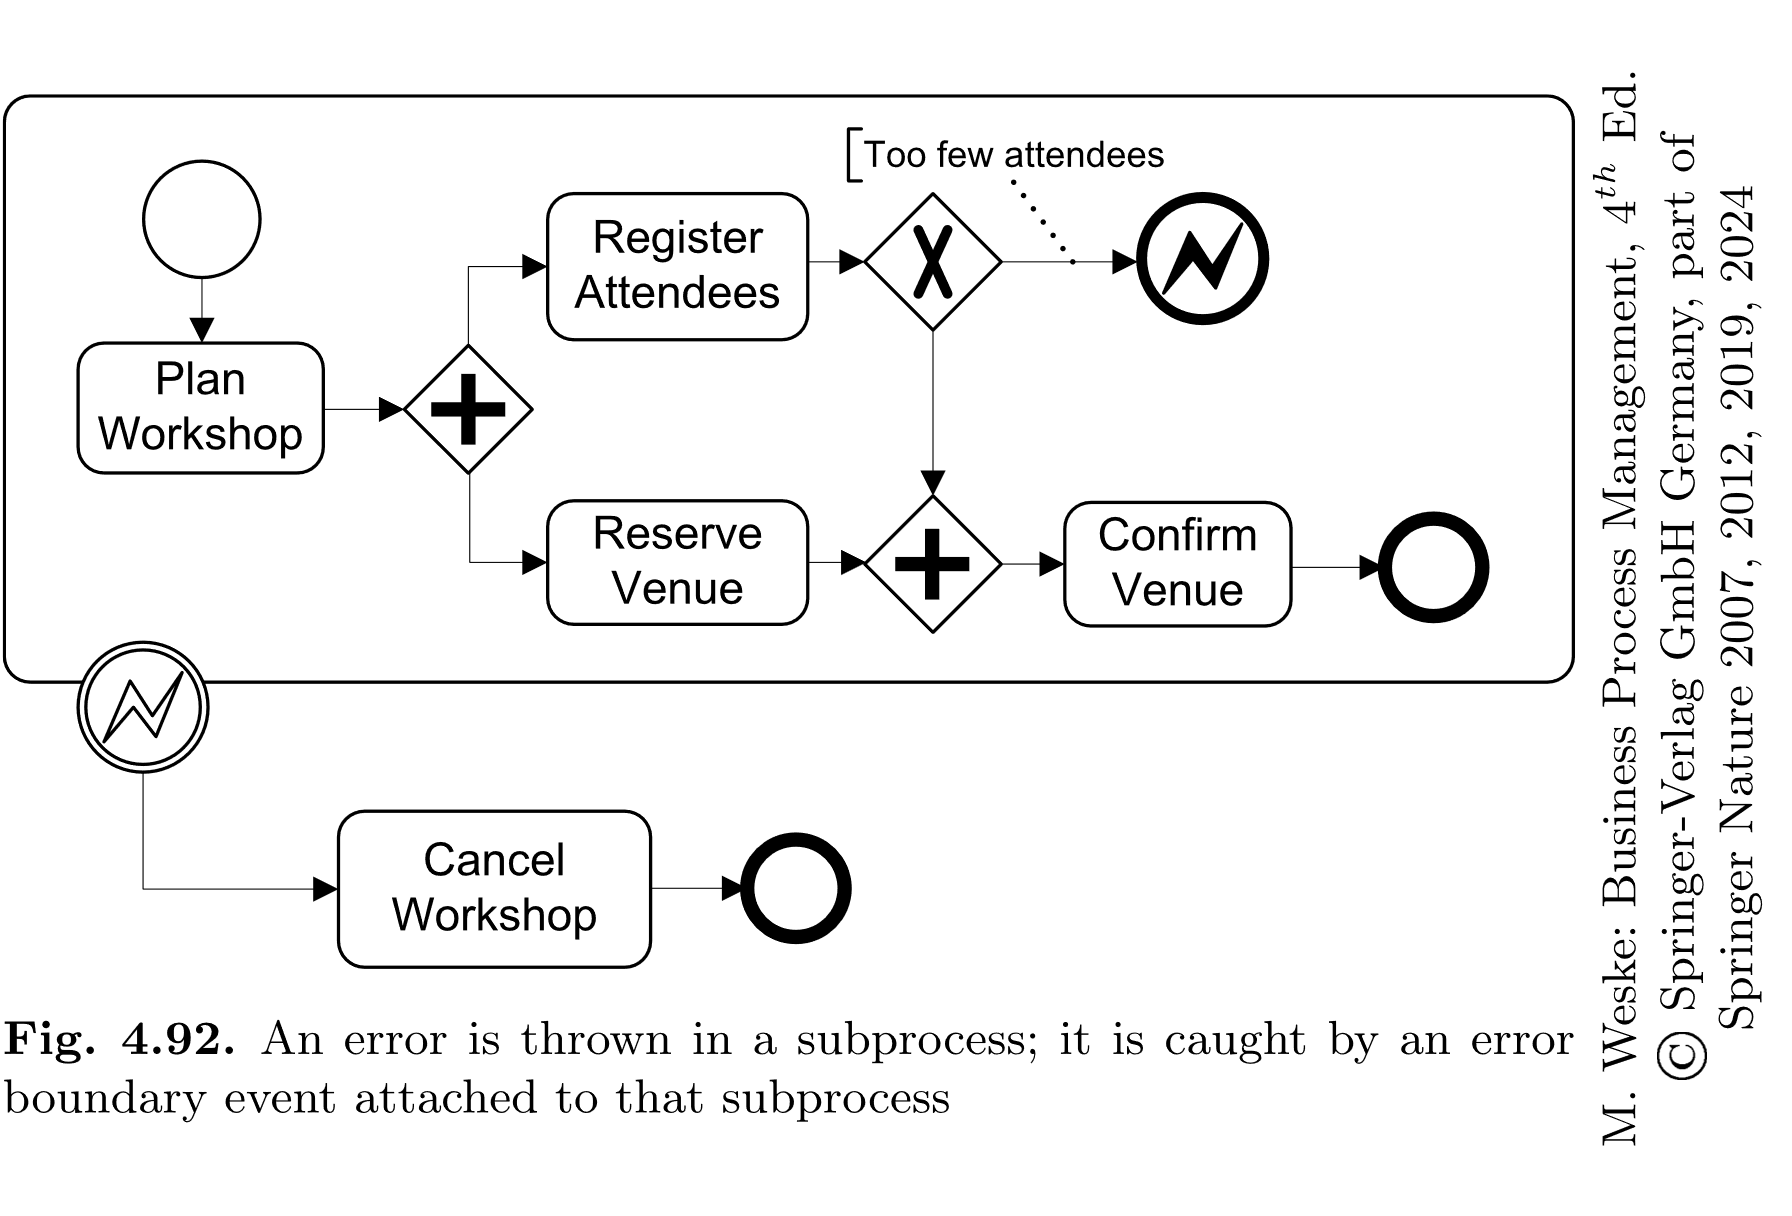 [Too few attendees
Register
Attendees
Plan
Workshop
Reserve
Venue
Confirm
Venue
Cancel
Workshop
Fig. 4.92. An error is thrown in a subprocess; it is caught by an error
boundary event attached to that subprocess
M. Weske: Business Process Management, 4th Ed.
© Springer-Verlag GmbH Germany, part of
Springer Nature 2007, 2012, 2019, 2024